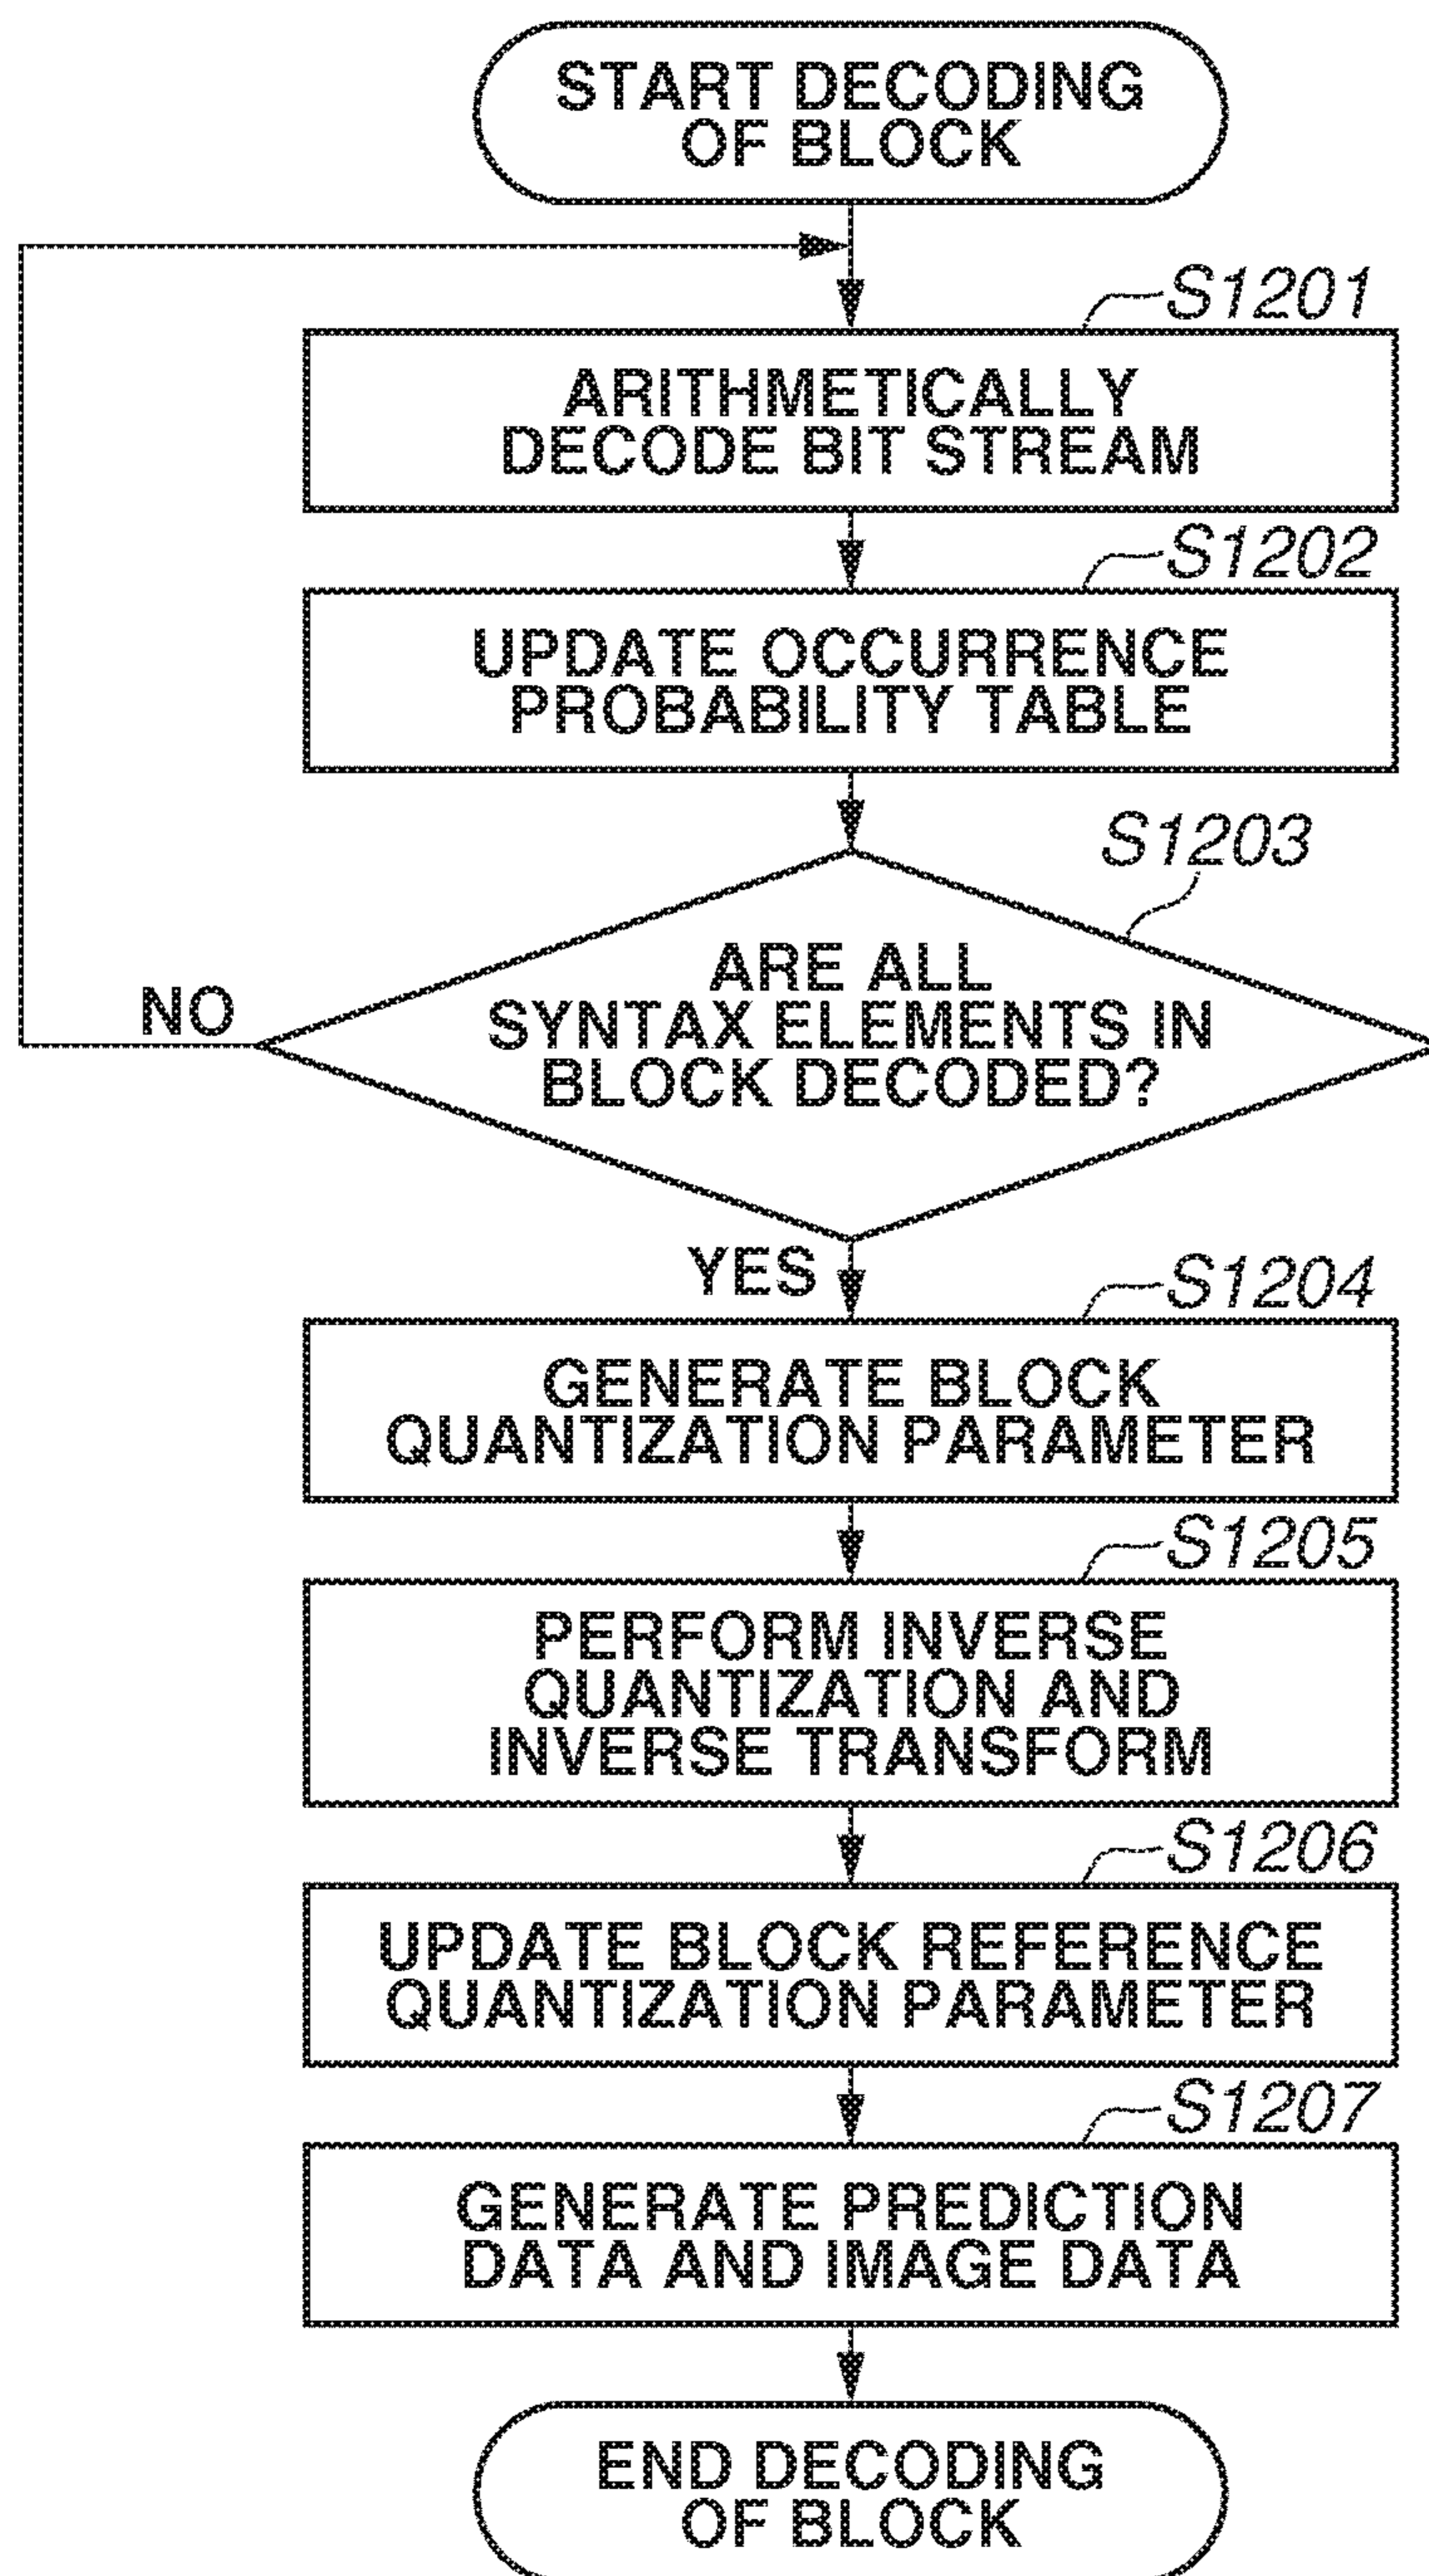 START DECODING
OF BLOCK
S1201
ARITHMETICALLY
DECODE BIT STREAM
S1202
UPDATE OCCURRENCE
PROBABILITY TABLE
S1203
ARE ALL
SYNTAX ELEMENTS IN
BLOCK DECODED?
NO
YES
S1204
GENERATE BLOCK
QUANTIZATION PARAMETER
S1205
PERFORM INVERSE
QUANTIZATION AND
INVERSE TRANSFORM
S1206
UPDATE BLOCK REFERENCE
QUANTIZATION PARAMETER
S1207
GENERATE PREDICTION
DATA AND IMAGE DATA
END DECODING
OF BLOCK